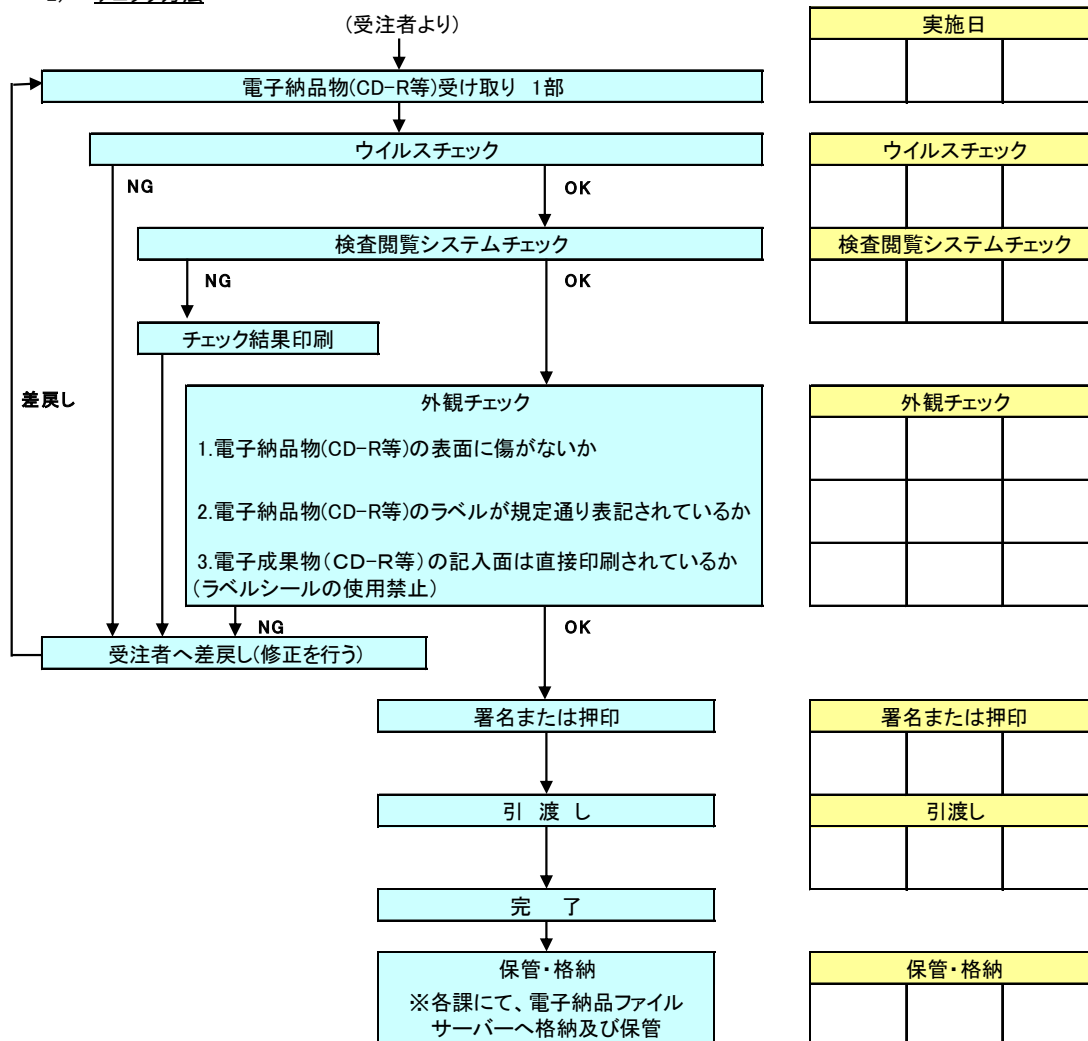 (受注者より)
実施日
電子納品物(CD-R等)受け取り 1部
ウイルスチェック
ウイルスチェック
NG
OK
検査閲覧システムチェック
検査閲覧システムチェック
NG
OK
チェック結果印刷
差戻し
外観チェック
外観チェック
1.電子納品物(CD-R等)の表面に傷がないか
2.電子納品物(CD-R等)のラベルが規定通り表記されているか
3.電子成果物(CD-R等)の記入面は直接印刷されているか
(ラベルシールの使用禁止)
NG
OK
受注者へ差戻し(修正を行う)
署名または押印
署名または押印
引 渡 し
引渡し
完 了
保管・格納
保管・格納
※各課にて、電子納品ファイル
サーバーへ格納及び保管